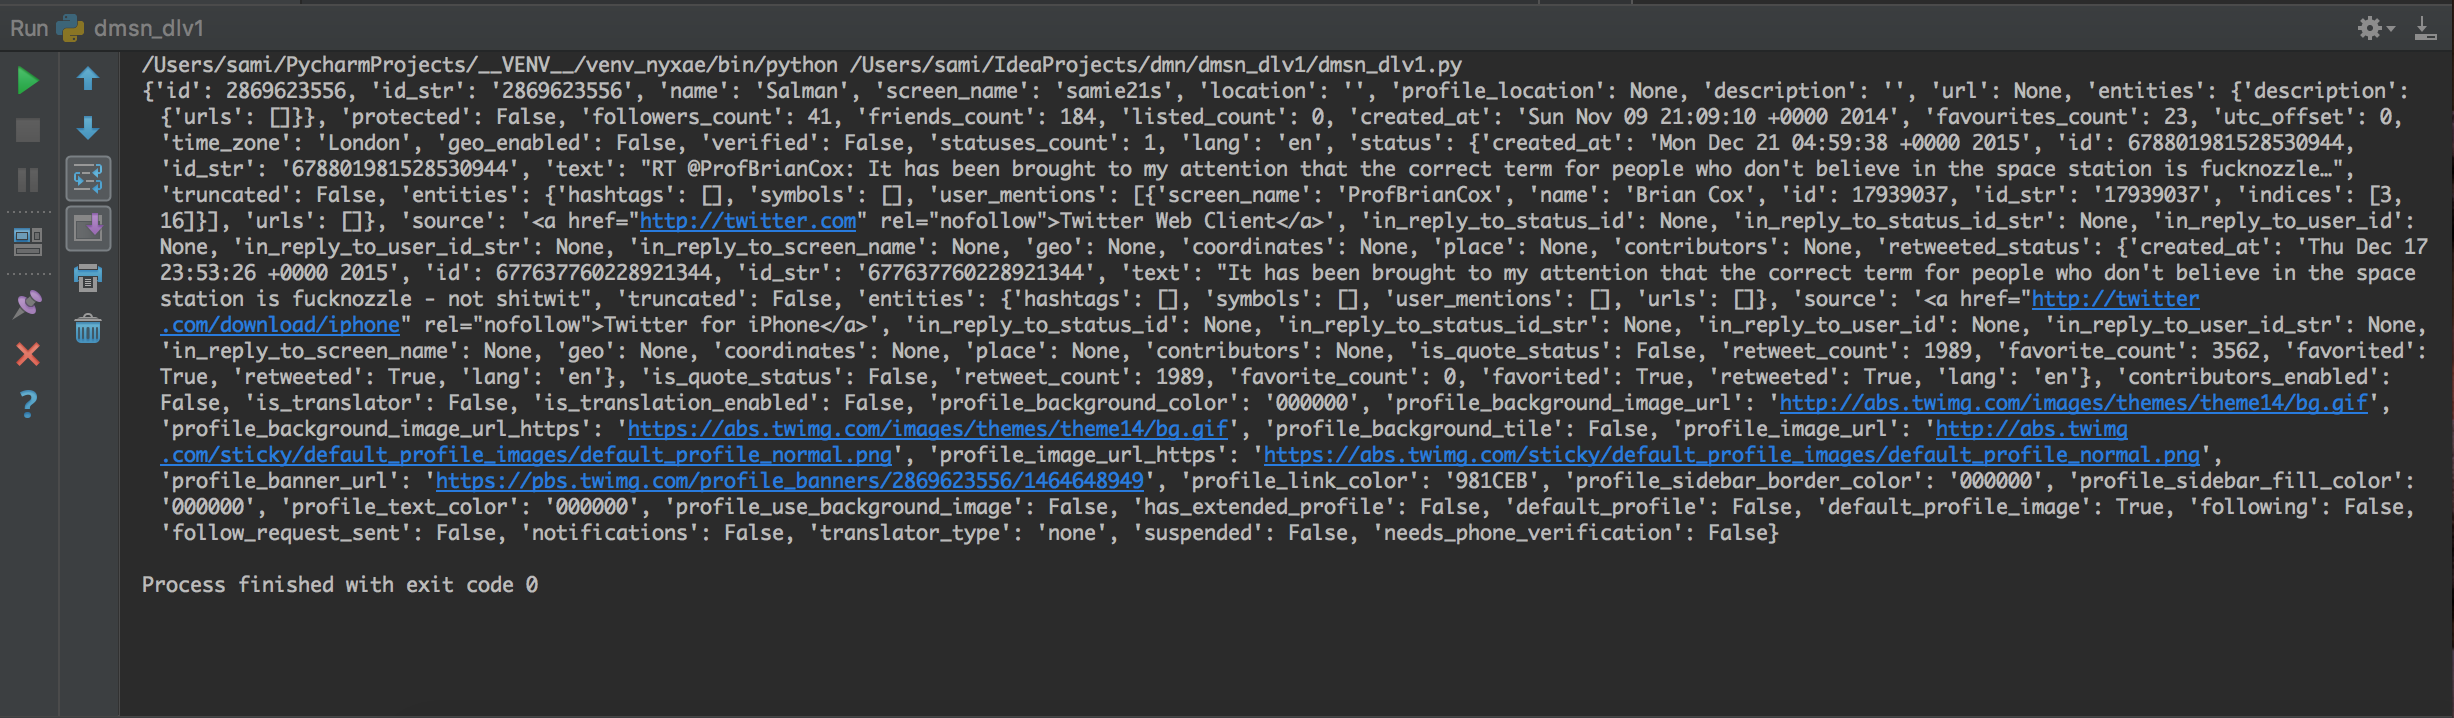 Run dmsn_dlv1
/Users/sami/PycharmProjects/__VENV__/venv_nyxae/bin/python /Users/sami/IdeaProjects/dmn/dmsn_dlv1/dmsn_dlv1.py
{'id': 2869623556, 'id_str': '2869623556', 'name': 'Salman', 'screen_name': 'samie21s', 'location': '', 'profile_location': None, 'description': '', 'url': None, 'entities': {'description':
{'urls': []}}, 'protected': False, 'followers_count': 41, 'friends_count': 184, 'listed_count': 0, 'created_at': 'Sun Nov 09 21:09:10 +0000 2014', 'favourites_count': 23, 'utc_offset': 0,
'time_zone': 'London', 'geo_enabled': False, 'verified': False, 'statuses_count': 1, 'lang': 'en', 'status': {'created_at': 'Mon Dec 21 04:59:38 +0000 2015', 'id': 678801981528530944,
'id_str': '678801981528530944', 'text': "RT @ProfBrianCox: It has been brought to my attention that the correct term for people who don't believe in the space station is fucknozzle…",
'truncated': False, 'entities': {'hashtags': [], 'symbols': [], 'user_mentions': [{'screen_name': 'ProfBrianCox', 'name': 'Brian Cox', 'id': 17939037, 'id_str': '17939037', 'indices': [3,
16]}], 'urls': []}, 'source': '<a href="http://twitter.com" rel="nofollow">Twitter Web Client</a>', 'in_reply_to_status_id': None, 'in_reply_to_status_id_str': None, 'in_reply_to_user_id':
None, 'in_reply_to_user_id_str': None, 'in_reply_to_screen_name': None, 'geo': None, 'coordinates': None, 'place': None, 'contributors': None, 'retweeted_status': {'created_at': 'Thu Dec 17
23:53:26 +0000 2015', 'id': 677637760228921344, 'id_str': '677637760228921344', 'text': "It has been brought to my attention that the correct term for people who don't believe in the space
station is fucknozzle - not shitwit", 'truncated': False, 'entities': {'hashtags': [], 'symbols': [], 'user_mentions': [], 'urls': []}, 'source': '<a href="http://twitter
.com/download/iphone" rel="nofollow">Twitter for iPhone</a>', 'in_reply_to_status_id': None, 'in_reply_to_status_id_str': None, 'in_reply_to_user_id': None, 'in_reply_to_user_id_str': None,
'in_reply_to_screen_name': None, 'geo': None, 'coordinates': None, 'place': None, 'contributors': None, 'is_quote_status': False, 'retweet_count': 1989, 'favorite_count': 3562, 'favorited':
True, 'retweeted': True, 'lang': 'en'}, 'is_quote_status': False, 'retweet_count': 1989, 'favorite_count': 0, 'favorited': True, 'retweeted': True, 'lang': 'en'}, 'contributors_enabled':
False, 'is_translator': False, 'is_translation_enabled': False, 'profile_background_color': '000000', 'profile_background_image_url': 'http://abs.twimg.com/images/themes/theme14/bg.gif',
'profile_background_image_url_https': 'https://abs.twimg.com/images/themes/theme14/bg.gif', 'profile_background_tile': False, 'profile_image_url': 'http://abs.twimg
.com/sticky/default_profile_images/default_profile_normal.png', 'profile_image_url_https': 'https://abs.twimg.com/sticky/default_profile_images/default_profile_normal.png',
'profile_banner_url': 'https://pbs.twimg.com/profile_banners/2869623556/1464648949', 'profile_link_color': '981CEB', 'profile_sidebar_border_color': '000000', 'profile_sidebar_fill_color':
'000000', 'profile_text_color': '000000', 'profile_use_background_image': False, 'has_extended_profile': False, 'default_profile': False, 'default_profile_image': True, 'following': False,
'follow_request_sent': False, 'notifications': False, 'translator_type': 'none', 'suspended': False, 'needs_phone_verification': False}
Process finished with exit code 0